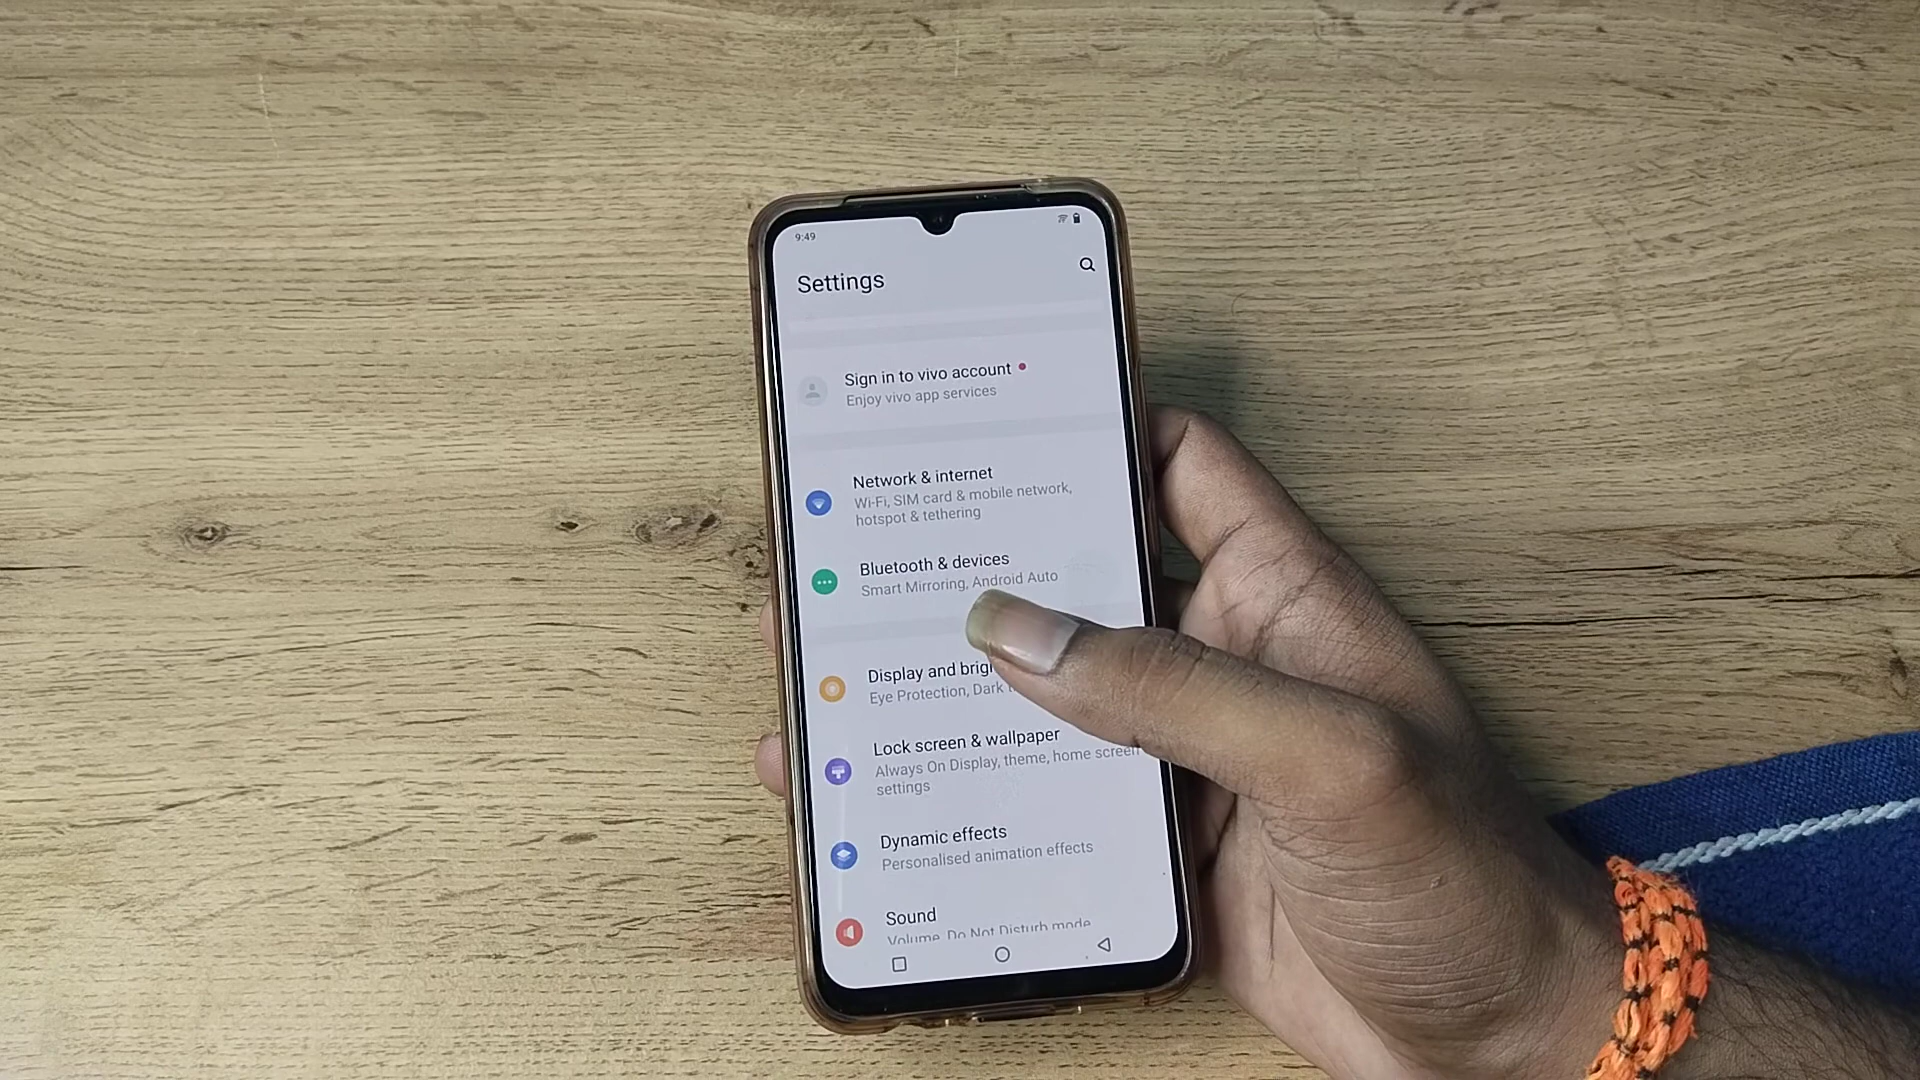 9:49
Settings
Sign in to vivo account
Enjoy vivo app services
Network & internet
Wi-Fi, SIM card & mobile network,
hotspot & tethering
Bluetooth & devices
Smart Mirroring, Android Auto
Display and brig
Eye Protection, Dark
Lock screen & wallpaper
Always On Display, theme, home screen
settings
Dynamic effects
Personalised animation effects
Sound
Volume, Do Not Disturb mode